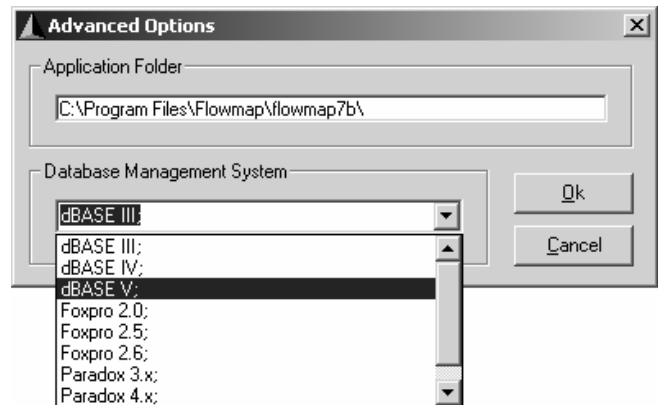 Advanced Options
Application Folder
C:\Program Files\Flowmap\flowmap7b\
Database Management System
dBASE III;
Ok
Cancel
dBASE III;
dBASE IV;
dBASE V;
Foxpro 2.0;
Foxpro 2.5;
Foxpro 2.6;
Paradox 3.x;
Paradox 4.x;